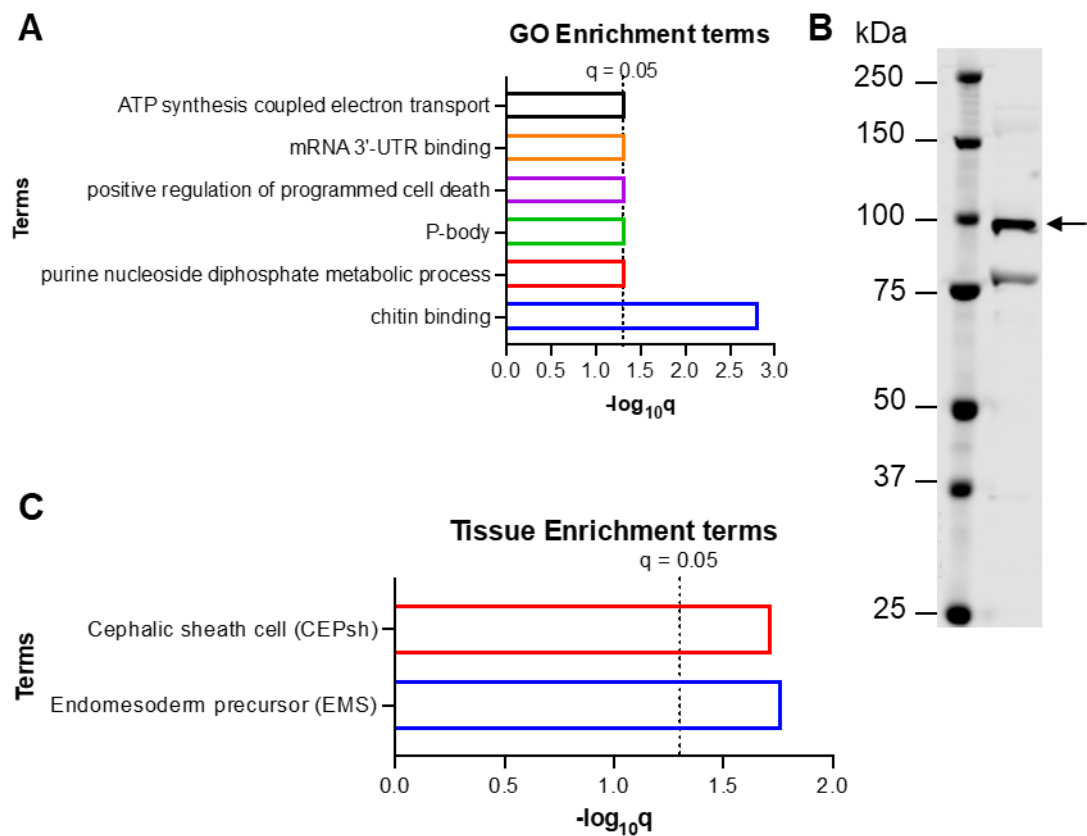 A
GO Enrichment terms
q = 0.05
Terms
ATP synthesis coupled electron transport
mRNA 3'-UTR binding
positive regulation of programmed cell death
P-body
purine nucleoside diphosphate metabolic process
chitin binding
0.0 0.5 1.0 1.5 2.0 2.5 3.0
-log10q
B
kDa
250
150
100
75
50
37
25
C
Tissue Enrichment terms
q = 0.05
Terms
Cephalic sheath cell (CEPsh)
Endomesoderm precursor (EMS)
0.0 0.5 1.0 1.5 2.0
-log10q